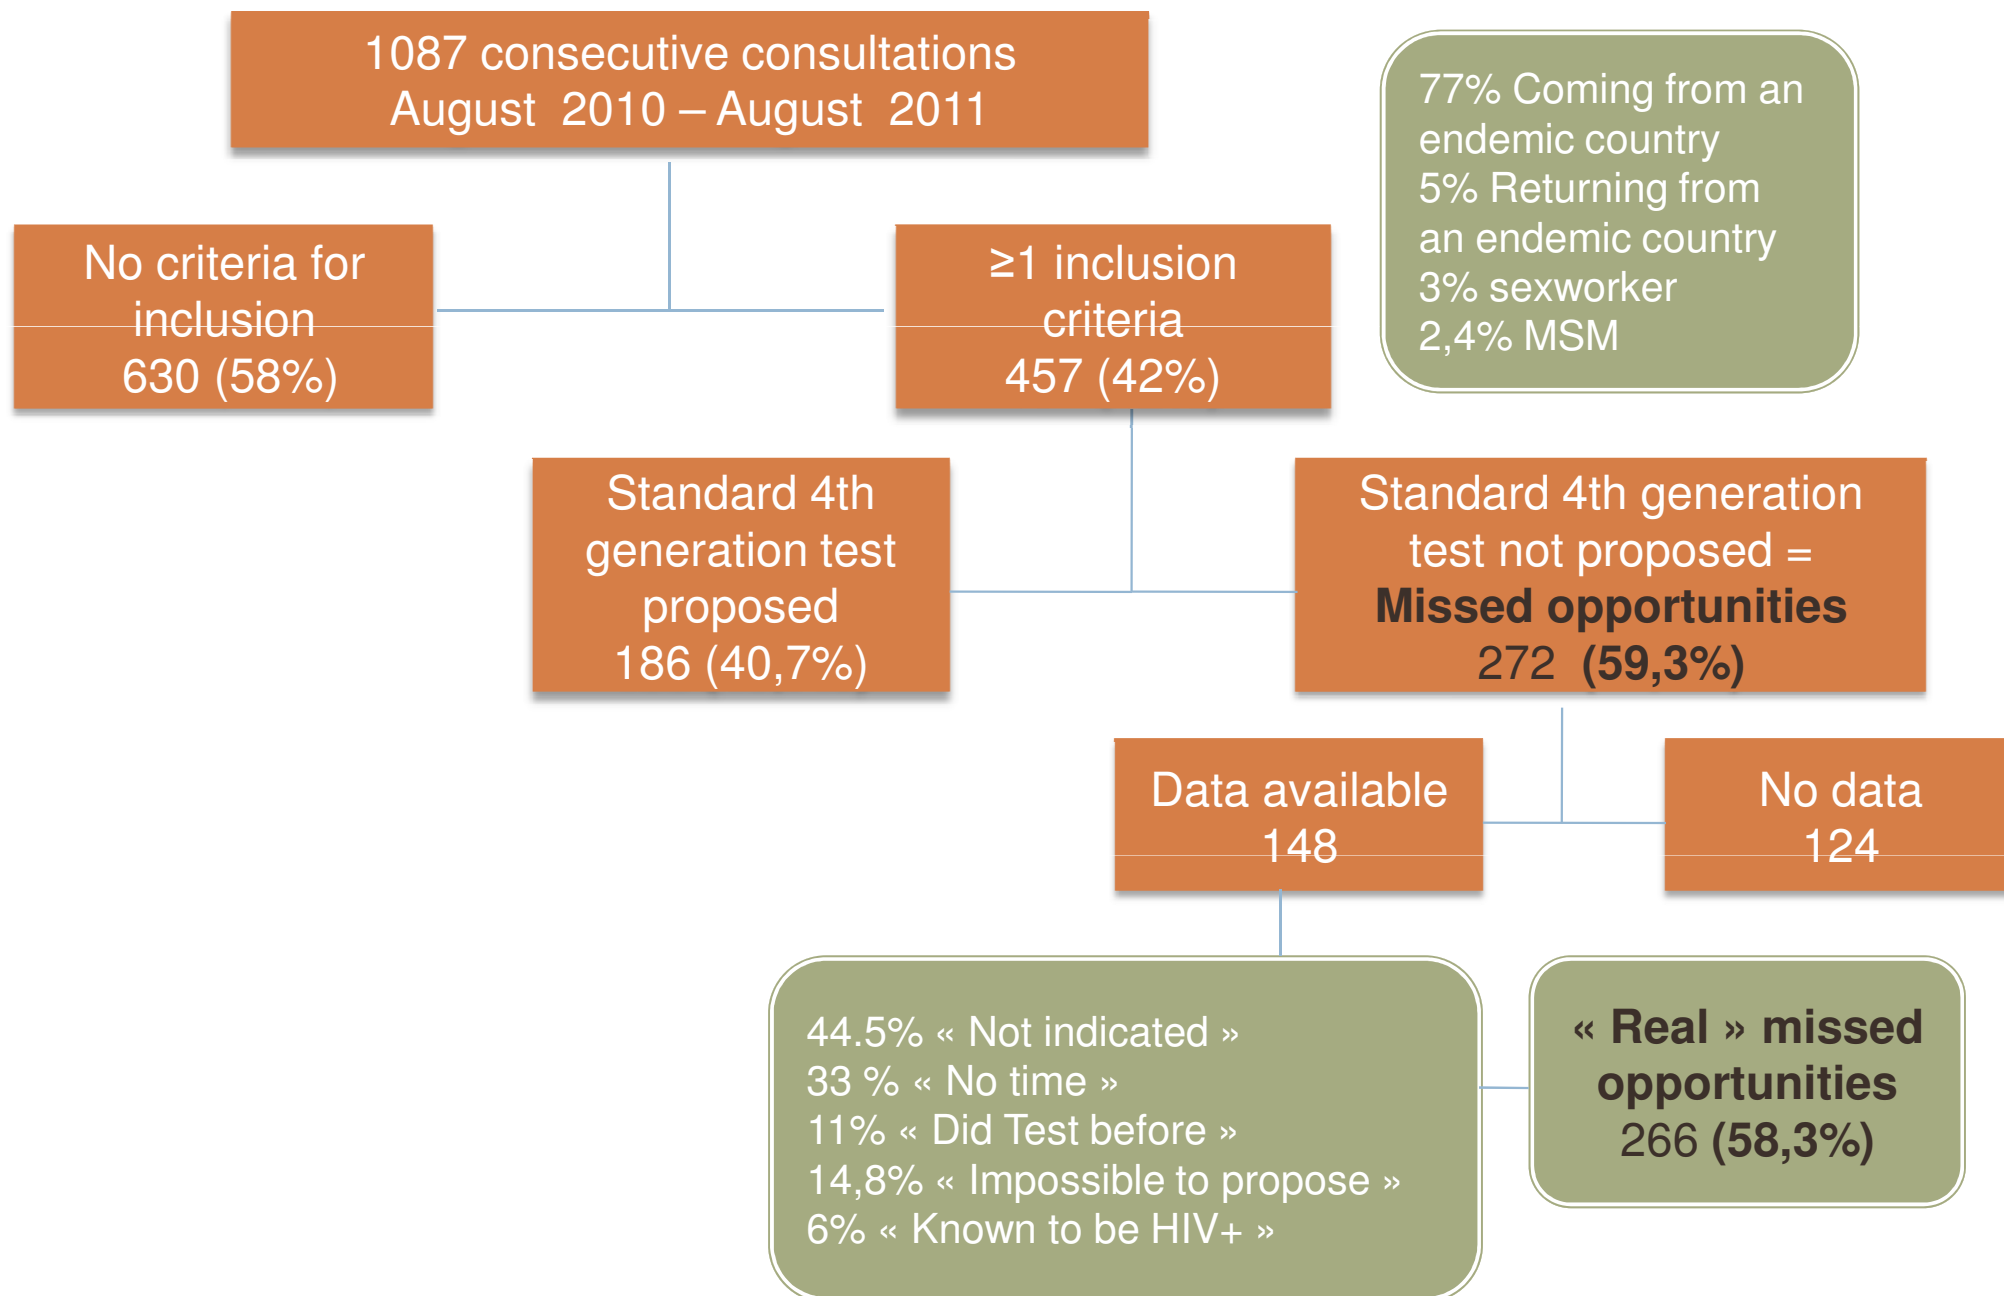 1087 consecutive consultations
August 2010 – August 2011
77% Coming from an
endemic country
5% Returning from
an endemic country
3% sexworker
2,4% MSM
No criteria for
inclusion
630 (58%)
≥1 inclusion
criteria
457 (42%)
Standard 4th
generation test
proposed
186 (40,7%)
Standard 4th generation
test not proposed =
Missed opportunities
272 (59,3%)
Data available
148
No data
124
44.5% « Not indicated »
33 % « No time »
11% « Did Test before »
14,8% « Impossible to propose »
6% « Known to be HIV+ »
« Real » missed
opportunities
266 (58,3%)